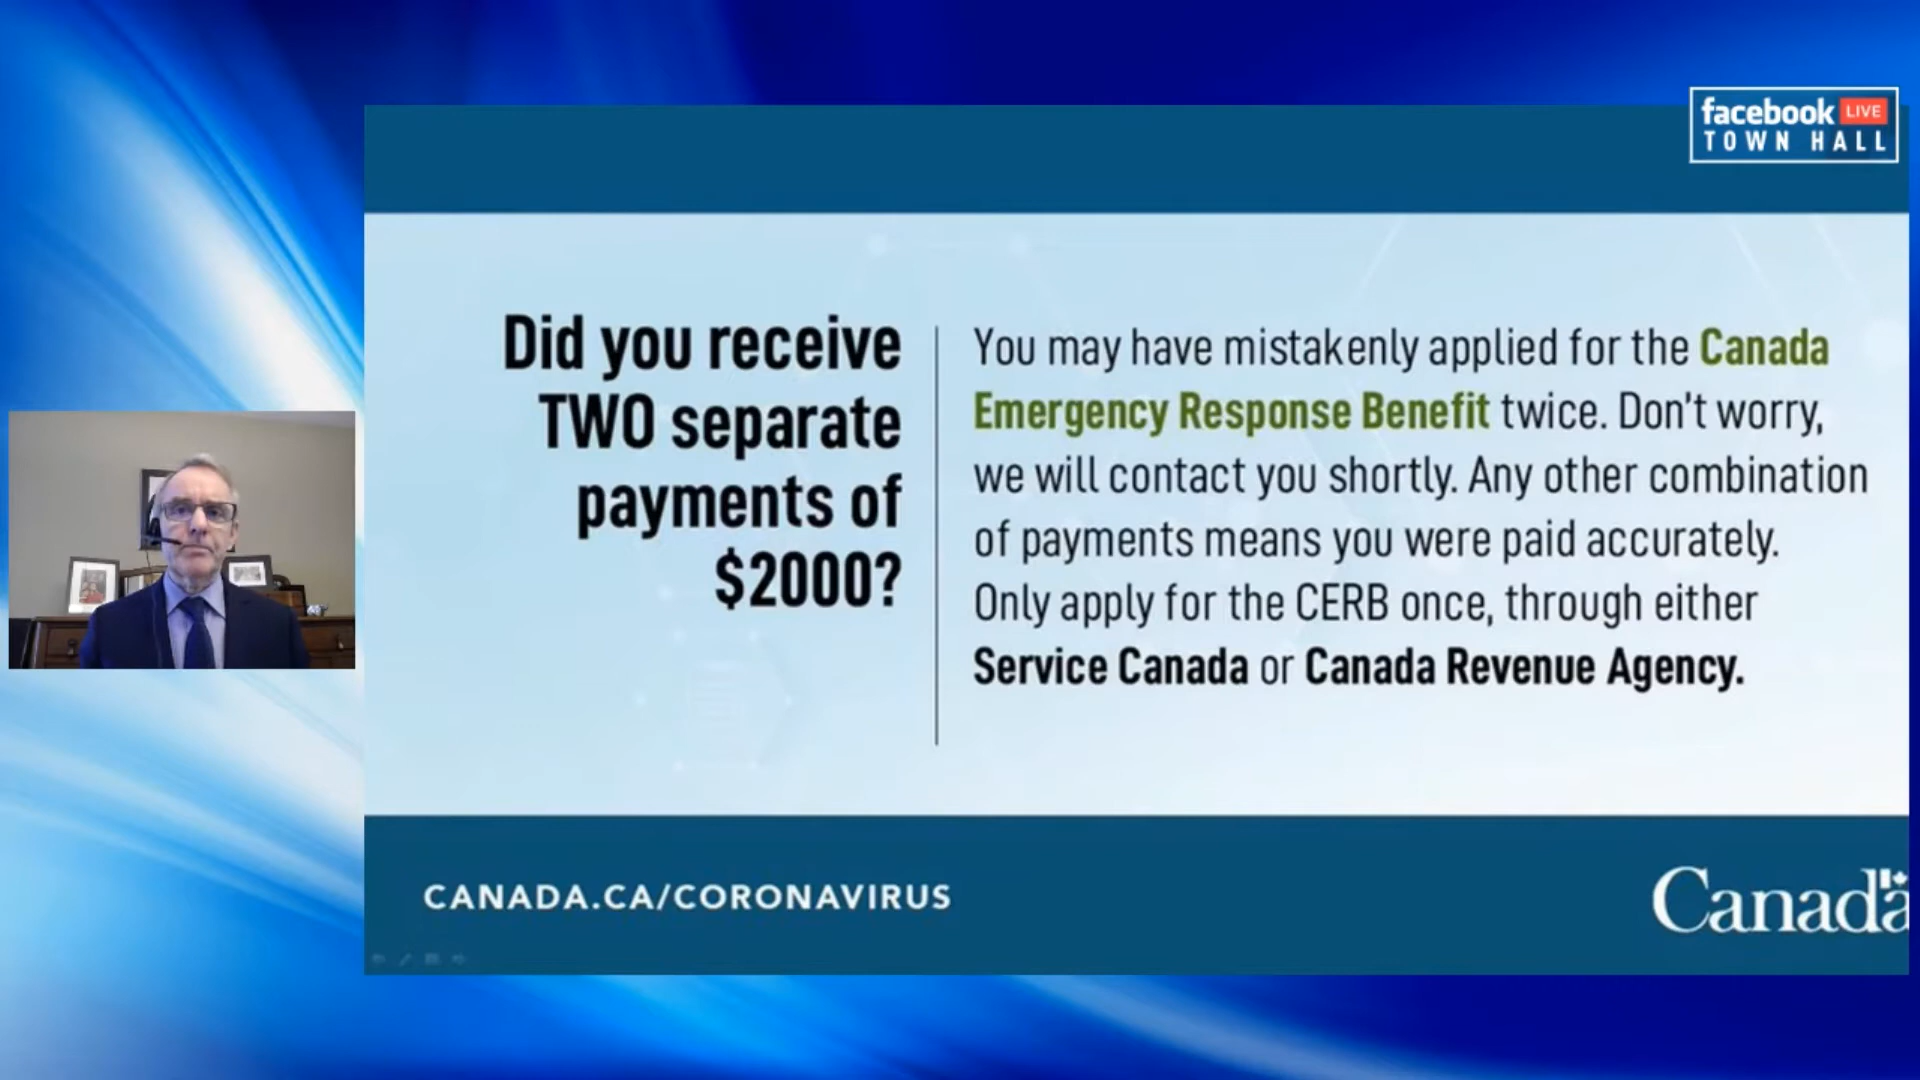 facebook LIVE
TOWN HALL
Did you receive
TWO separate
payments of
$2000?
You may have mistakenly applied for the Canada
Emergency Response Benefit twice. Don't worry,
we will contact you shortly. Any other combination
of payments means you were paid accurately.
Only apply for the CERB once, through either
Service Canada or Canada Revenue Agency.
CANADA.CA/CORONAVIRUS
Canada